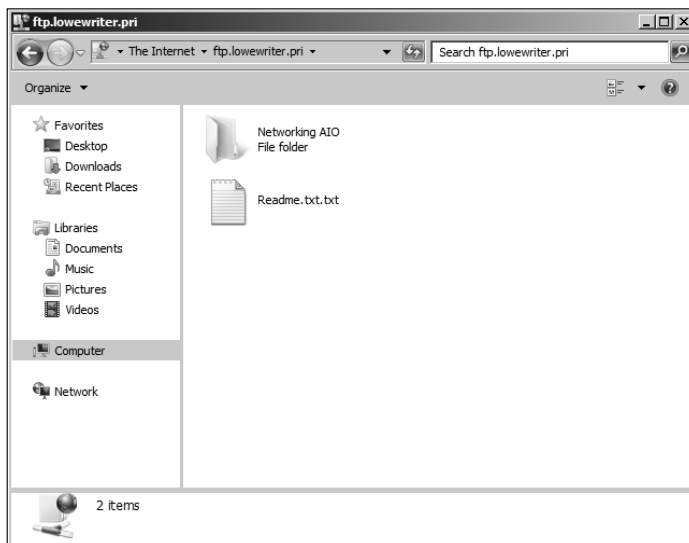 ftp.lowewriter.pri
The Internet ftp.lowewriter.pri
Search ftp.lowewriter.pri
Organize
Favorites
Desktop
Downloads
Recent Places
Libraries
Documents
Music
Pictures
Videos
Computer
Network
Networking AIO
File folder
Readme.txt.txt
2 items